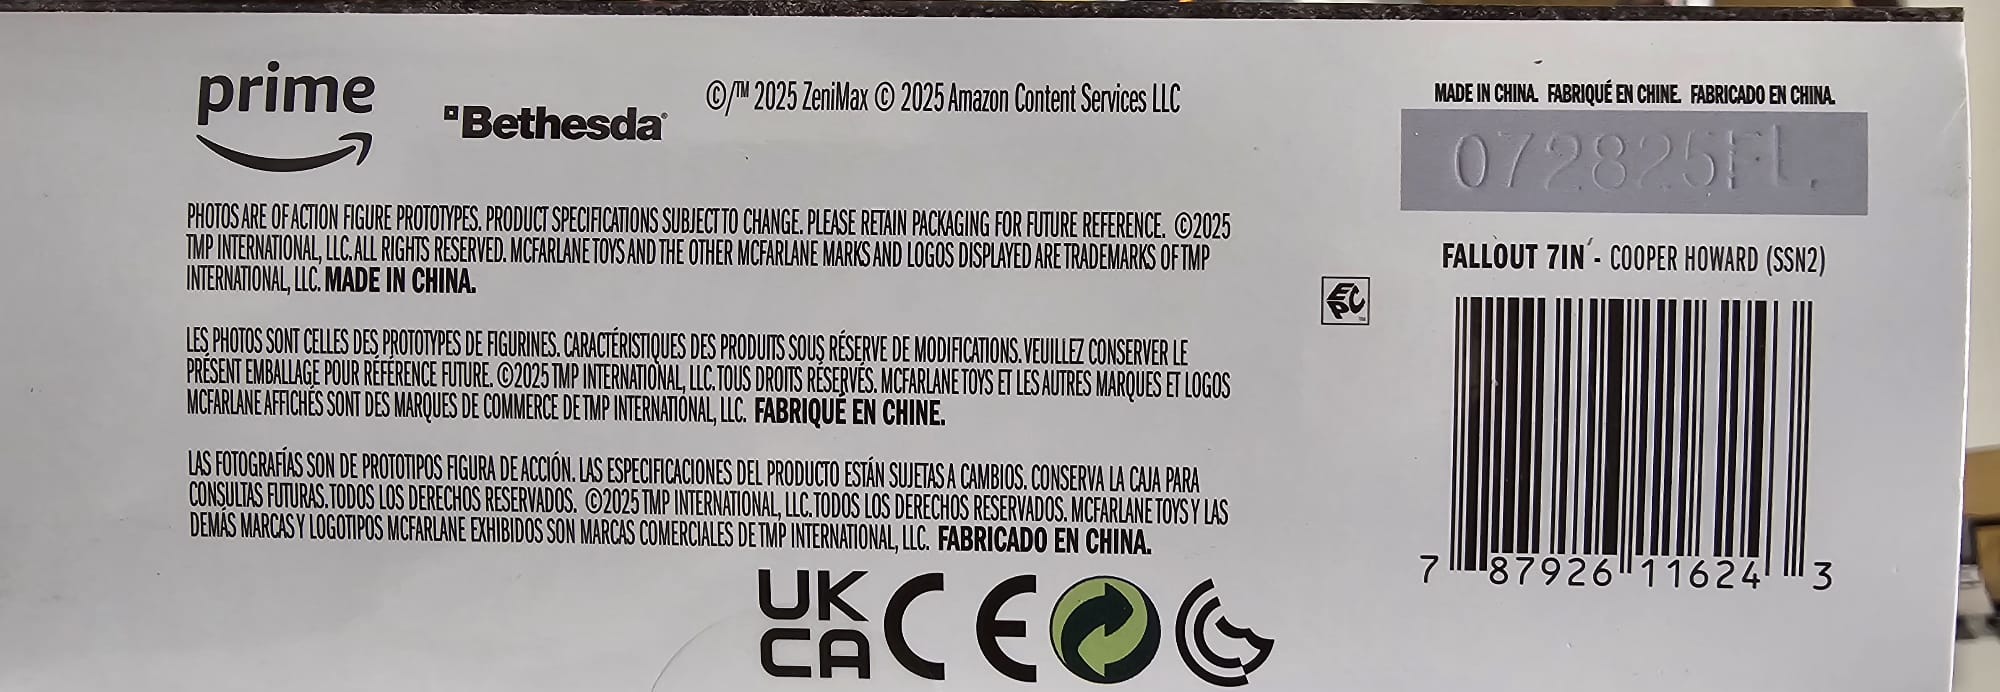 prime
Bethesda®
©/™ 2025 ZeniMax © 2025 Amazon Content Services LLC
PHOTOS ARE OF ACTION FIGURE PROTOTYPES. PRODUCT SPECIFICATIONS SUBJECT TO CHANGE. PLEASE RETAIN PACKAGING FOR FUTURE REFERENCE. ©2025
TMP INTERNATIONAL, LLC. ALL RIGHTS RESERVED. MCFARLANE TOYS AND THE OTHER MCFARLANE MARKS AND LOGOS DISPLAYED ARE TRADEMARKS OF TMP
INTERNATIONAL, LLC. MADE IN CHINA.
LES PHOTOS SONT CELLES DES PROTOTYPES DE FIGURINES. CARACTÉRISTIQUES DES PRODUITS SOUS RÉSERVE DE MODIFICATIONS. VEUILLEZ CONSERVER LE
PRÉSENT EMBALLAGE POUR RÉFÉRENCE FUTURE. ©2025 TMP INTERNATIONAL, LLC. TOUS DROITS RÉSERVÉS. MCFARLANE TOYS ET LES AUTRES MARQUES ET LOGOS
MCFARLANE AFFICHÉS SONT DES MARQUES DE COMMERCE DE TMP INTERNATIONAL, LLC. FABRIQUÉ EN CHINE.
LAS FOTOGRAFÍAS SON DE PROTOTIPOS FIGURA DE ACCIÓN. LAS ESPECIFICACIONES DEL PRODUCTO ESTÁN SUJETAS A CAMBIOS. CONSERVA LA CAJA PARA
CONSULTAS FUTURAS. TODOS LOS DERECHOS RESERVADOS. ©2025 TMP INTERNATIONAL, LLC. TODOS LOS DERECHOS RESERVADOS. MCFARLANE TOYS Y LAS
DEMÁS MARCAS Y LOGOTIPOS MCFARLANE EXHIBIDOS SON MARCAS COMERCIALES DE TMP INTERNATIONAL, LLC. FABRICADO EN CHINA.
UK
CA
CE
MADE IN CHINA. FABRIQUÉ EN CHINE. FABRICADO EN CHINA.
072825FL.
FALLOUT 7IN - COOPER HOWARD (SSN2)
EPC
7 87926 11624 3